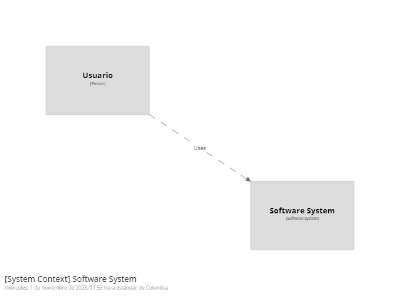 Usuario
[Person]
Uses
Software System
[Software System]
[System Context] Software System
miércoles, 1 de noviembre de 2023, 11:53 hora estándar de Colombia